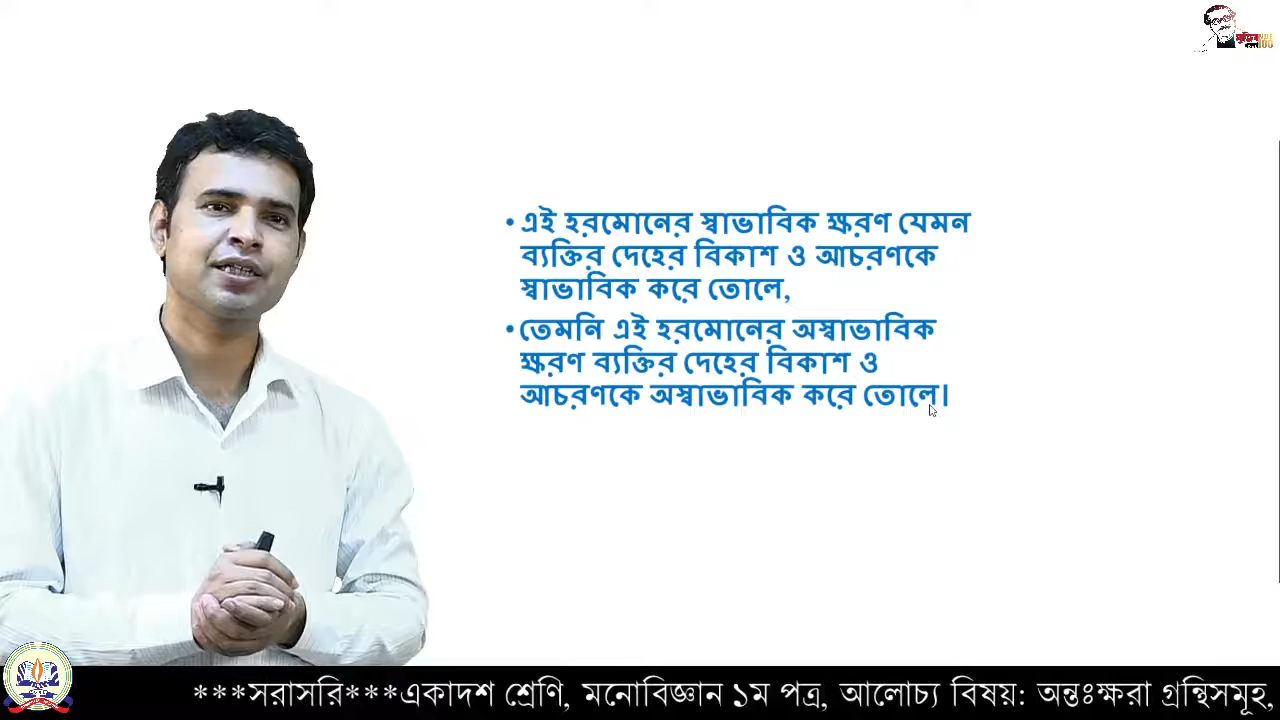 • এই হরমোনের স্বাভাবিক ক্ষরণ যেমন
ব্যক্তির দেহের বিকাশ ও আচরণকে
স্বাভাবিক করে তোলে,
• তেমনি এই হরমোনের অস্বাভাবিক
ক্ষরণ ব্যক্তির দেহের বিকাশ ও
আচরণকে অস্বাভাবিক করে তোলে।
***সরাসরি***একাদশ শ্রেণি, মনোবিজ্ঞান ১ম পত্র, আলোচ্য বিষয়: অন্তঃক্ষরা গ্রন্থিসমূহ,